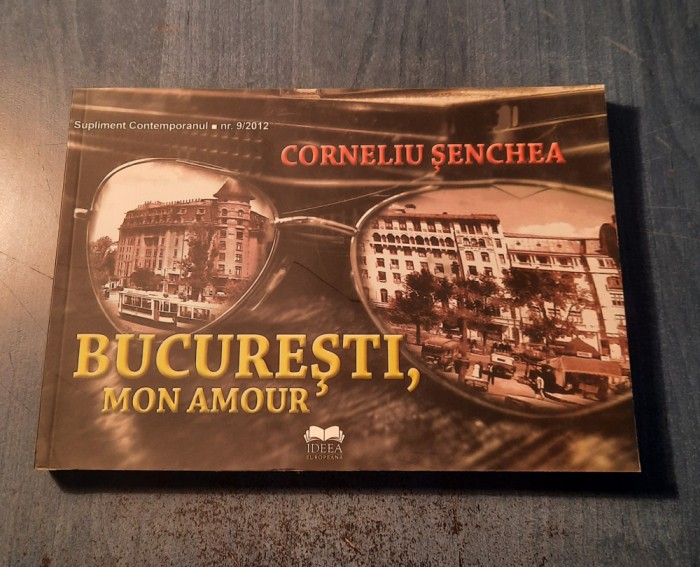 Supliment Contemporanul ■ nr. 9/2012
CORNELIU ŞENCHEA
BUCUREŞTI,
MON AMOUR
IDEEA
EUROPEANĂ